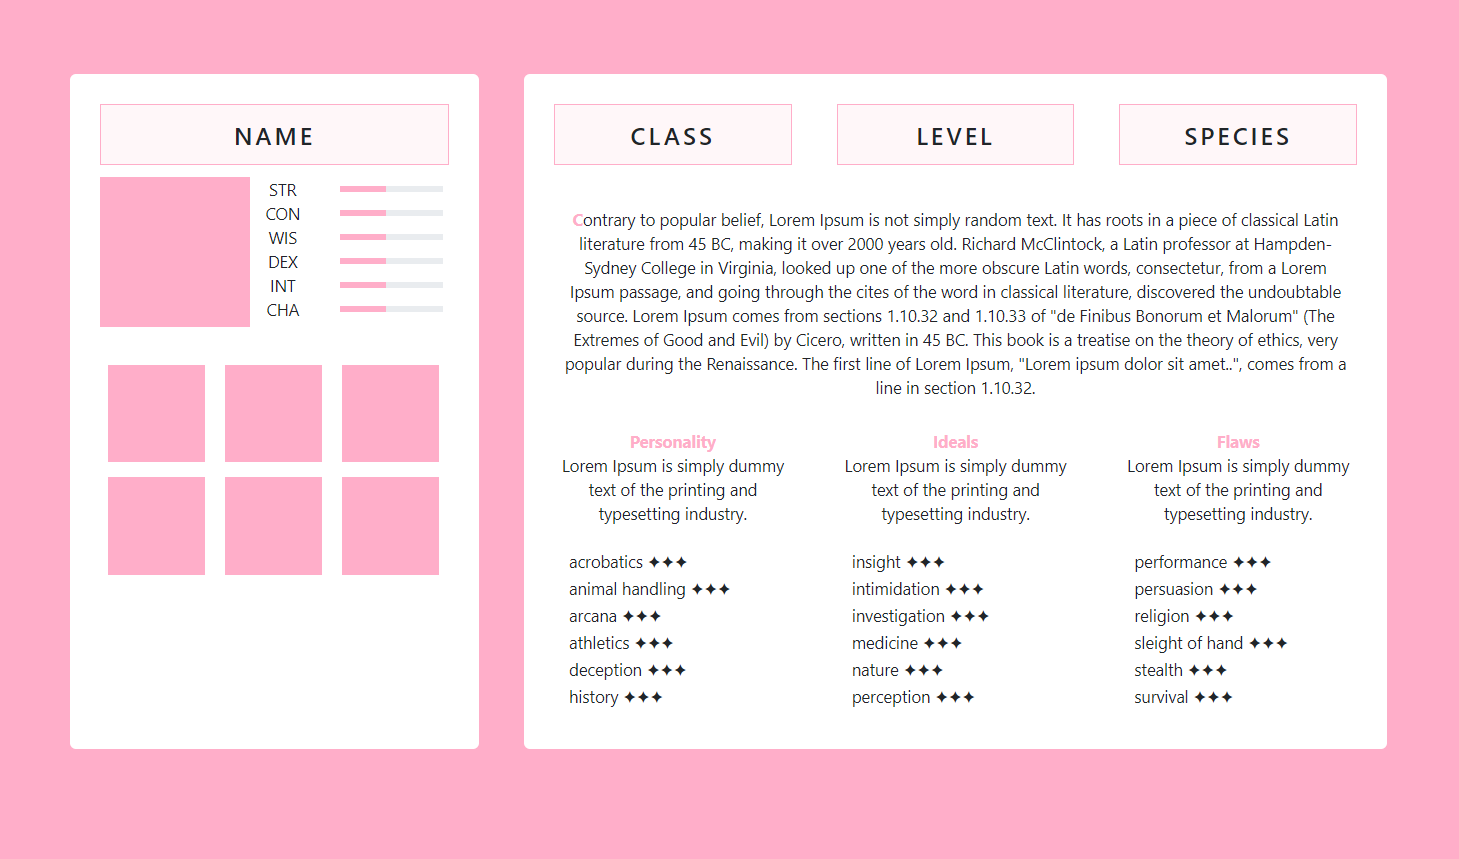 NAME
STR
CON
WIS
DEX
INT
CHA
CLASS
LEVEL
SPECIES
Contrary to popular belief, Lorem Ipsum is not simply random text. It has roots in a piece of classical Latin
literature from 45 BC, making it over 2000 years old. Richard McClintock, a Latin professor at Hampden-
Sydney College in Virginia, looked up one of the more obscure Latin words, consectetur, from a Lorem
Ipsum passage, and going through the cites of the word in classical literature, discovered the undoubtable
source. Lorem Ipsum comes from sections 1.10.32 and 1.10.33 of "de Finibus Bonorum et Malorum" (The
Extremes of Good and Evil) by Cicero, written in 45 BC. This book is a treatise on the theory of ethics, very
popular during the Renaissance. The first line of Lorem Ipsum, "Lorem ipsum dolor sit amet..", comes from a
line in section 1.10.32.
Personality
Lorem Ipsum is simply dummy
text of the printing and
typesetting industry.
Ideals
Lorem Ipsum is simply dummy
text of the printing and
typesetting industry.
Flaws
Lorem Ipsum is simply dummy
text of the printing and
typesetting industry.
acrobatics ✦✦✦
animal handling ✦✦✦
arcana ✦✦✦
athletics ✦✦✦
deception ✦✦✦
history ✦✦✦
insight ✦✦✦
intimidation ✦✦✦
investigation ✦✦✦
medicine ✦✦✦
nature ✦✦✦
perception ✦✦✦
performance ✦✦✦
persuasion ✦✦✦
religion ✦✦✦
sleight of hand ✦✦✦
stealth ✦✦✦
survival ✦✦✦